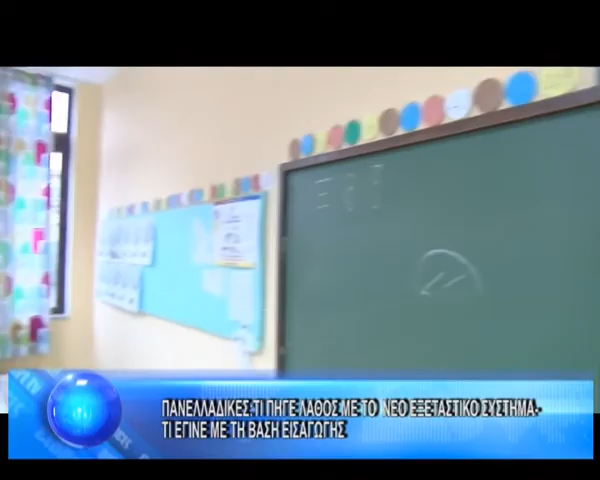 ΠΑΝΕΛΛΑΔΙΚΕΣ:ΤΙ ΠΗΓΕ ΛΑΘΟΣ ΜΕ ΤΟ ΝΕΟ ΕΞΕΤΑΣΤΙΚΟ ΣΥΣΤΗΜΑ-
ΤΙ ΕΓΙΝΕ ΜΕ ΤΗ ΒΑΣΗ ΕΙΣΑΓΩΓΗΣ